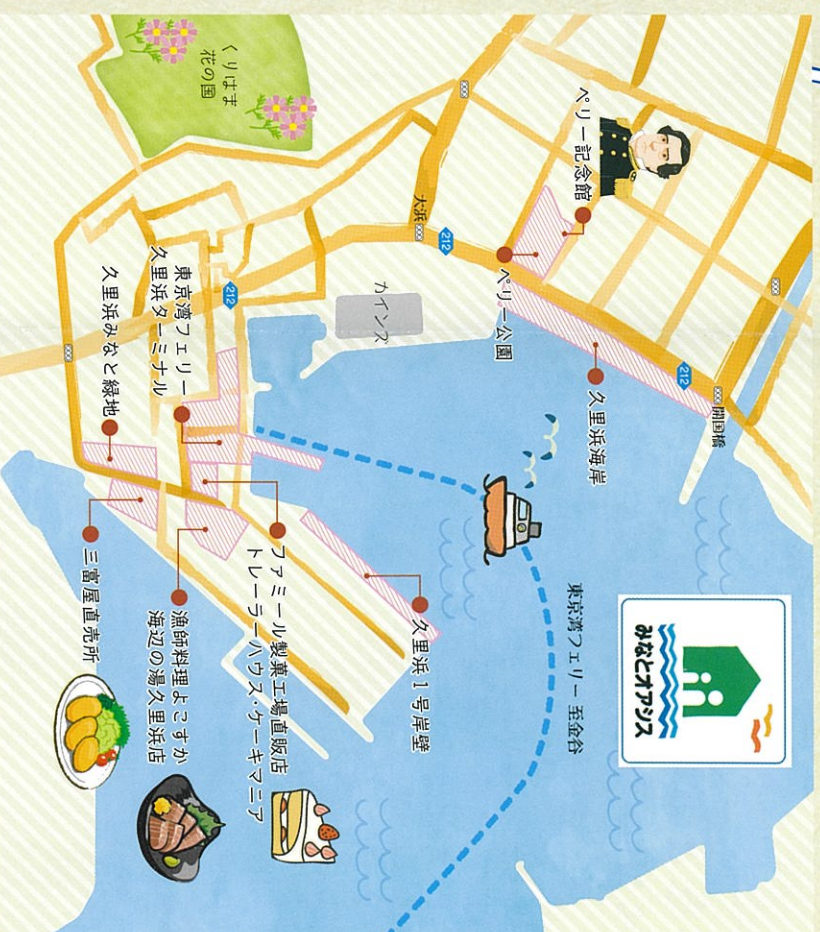 くりはま
花の国
ペリー記念館
大浜
212
ペリー公園
カインズ
212
久里浜海岸
212
開国橋
東京湾フェリー
久里浜ターミナル
久里浜みなと緑地
三富屋直売所
漁師料理よこすか
海辺の湯久里浜店
ファミール製菓工場直販店
トレーラーハウス・ケーキマニア
久里浜1号岸壁
東京湾フェリー 至金谷
みなとオアシス